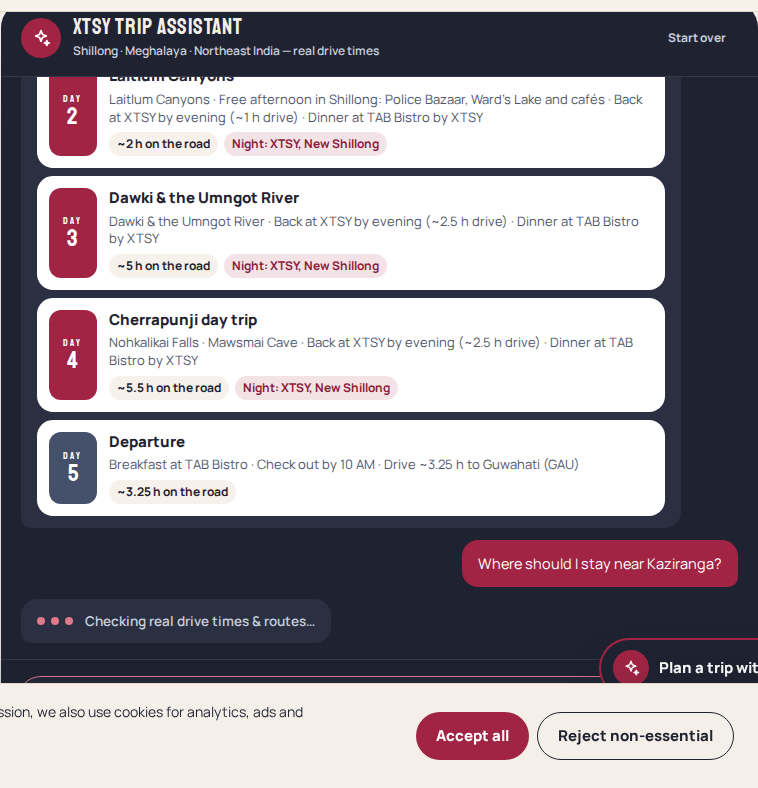 XTSY TRIP ASSISTANT
Shillong · Meghalaya · Northeast India — real drive times
Start over
Laitlum Canyons
DAY
2
Laitlum Canyons · Free afternoon in Shillong: Police Bazaar, Ward's Lake and cafés · Back
at XTSY by evening (~1 h drive) · Dinner at TAB Bistro by XTSY
~2 h on the road
Night: XTSY, New Shillong
DAY
3
Dawki & the Umngot River
Dawki & the Umngot River · Back at XTSY by evening (~2.5 h drive) · Dinner at TAB Bistro
by XTSY
~5 h on the road
Night: XTSY, New Shillong
DAY
4
Cherrapunji day trip
Nohkalikai Falls · Mawsmai Cave · Back at XTSY by evening (~2.5 h drive) · Dinner at TAB
Bistro by XTSY
~5.5 h on the road
Night: XTSY, New Shillong
DAY
5
Departure
Breakfast at TAB Bistro · Check out by 10 AM · Drive ~3.25 h to Guwahati (GAU)
~3.25 h on the road
Where should I stay near Kaziranga?
Checking real drive times & routes…
Plan a trip wit
ssion, we also use cookies for analytics, ads and
Accept all
Reject non-essential